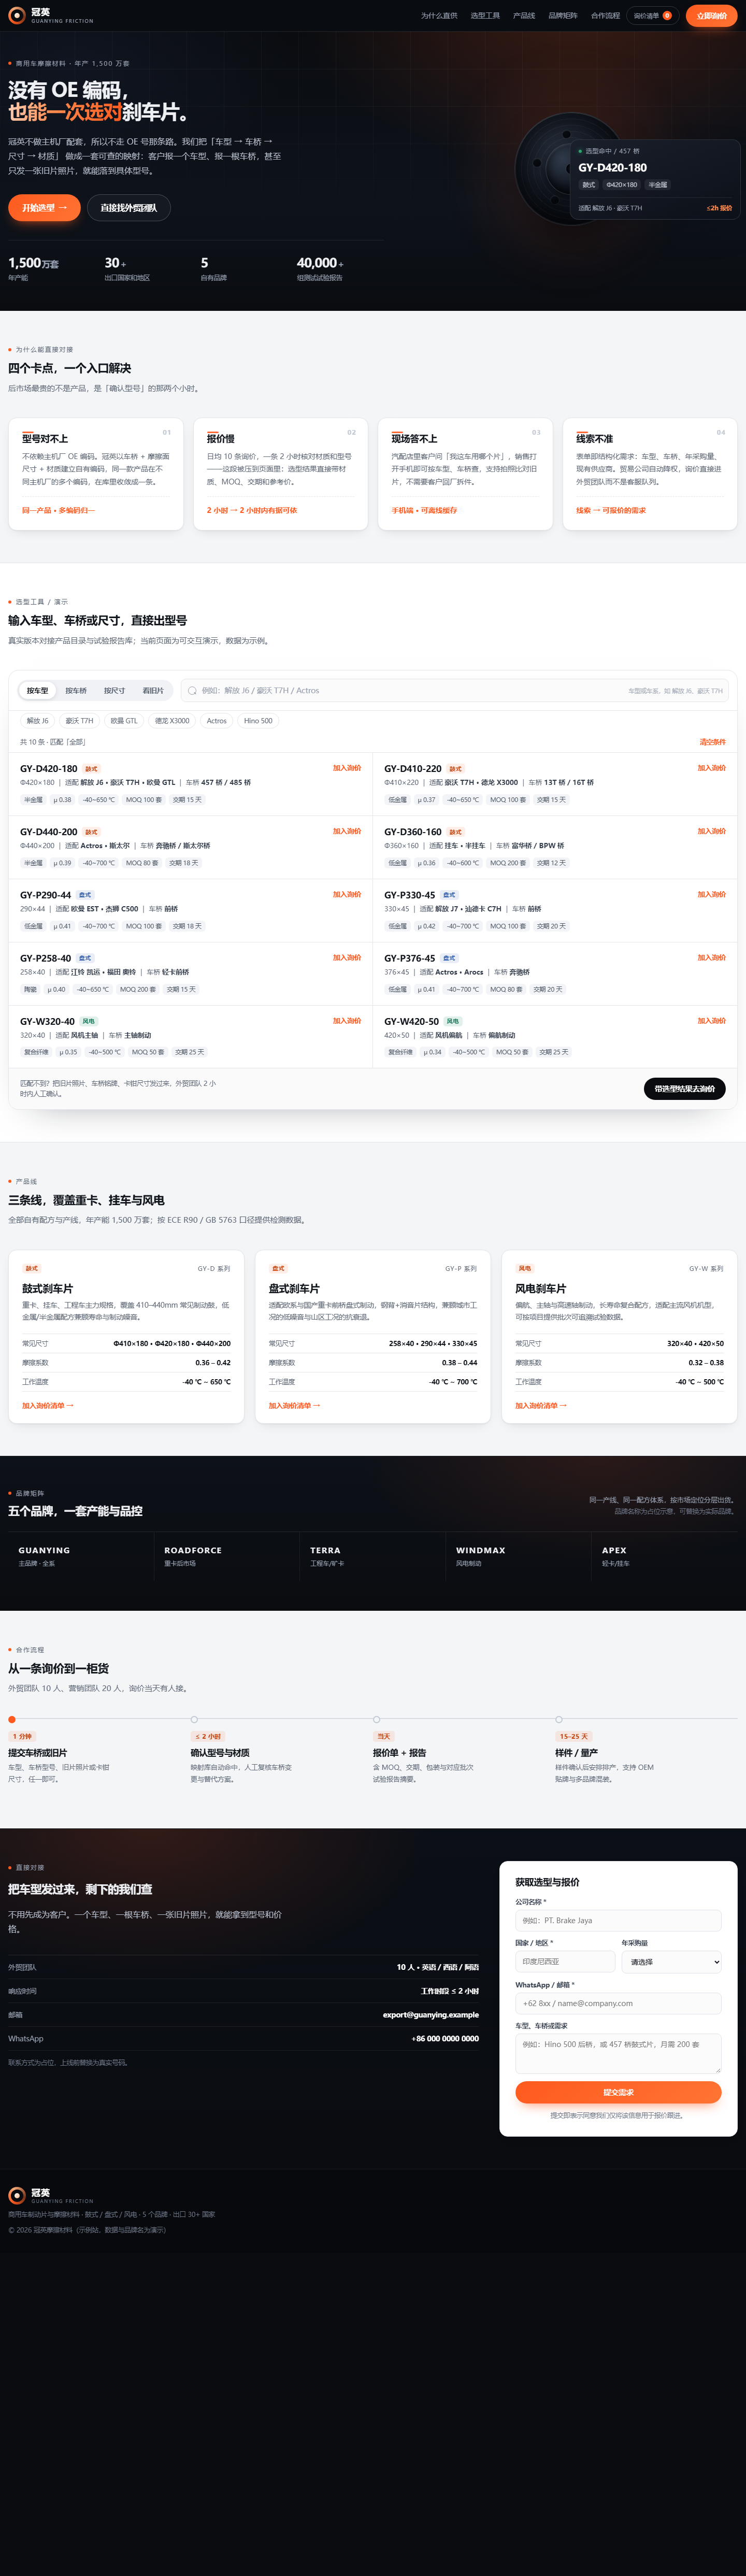 冠英
GUANYING FRICTION
为什么直供
选型工具
产品线
品牌矩阵
合作流程
询价清单 0
立即询价
商用车摩擦材料 · 年产 1,500 万套
没有 OE 编码，
也能一次选对刹车片。
冠英不做主机厂配套，所以不走 OE 号那条路。我们把「车型 → 车桥 →
尺寸 → 材质」 做成一套可查的映射：客户报一个车型、报一根车桥，甚至
只发一张旧片照片，就能落到具体型号。
开始选型 →
直接找外贸团队
选型命中 / 457 桥
GY-D420-180
鼓式
Φ420×180
半金属
适配 解放 J6 · 豪沃 T7H
≤2h 报价
1,500万套
年产能
30+
出口国家和地区
5
自有品牌
40,000+
组测试试验报告
为什么能直接对接
四个卡点，一个入口解决
后市场最贵的不是产品，是「确认型号」的那两个小时。
01
型号对不上
不依赖主机厂 OE 编码。冠英以车桥 + 摩擦面
尺寸 + 材质建立自有编码，同一款产品在不
同主机厂的多个编码，在库里收敛成一条。
同一产品 • 多编码归一
02
报价慢
日均 10 条询价，一条 2 小时核对材质和型号
——这段被压到页面里：选型结果直接带材
质、MOQ、交期和参考价。
2 小时 → 2 小时内有据可依
03
现场答不上
汽配店里客户问「我这车用哪个片」，销售打
开手机即可按车型、车桥查，支持拍照比对旧
片，不需要客户回厂拆件。
手机端 • 可离线缓存
04
线索不准
表单即结构化需求：车型、车桥、年采购量、
现有供应商。贸易公司自动降权，询价直接进
外贸团队而不是客服队列。
线索 → 可报价的需求
选型工具 / 演示
输入车型、车桥或尺寸，直接出型号
真实版本对接产品目录与试验报告库；当前页面为可交互演示，数据为示例。
按车型
按车桥
按尺寸
看旧片
例如：解放 J6 / 豪沃 T7H / Actros
车型或车系，如 解放 J6、豪沃 T7H
解放 J6
豪沃 T7H
欧曼 GTL
德龙 X3000
Actros
Hino 500
共 10 条 · 匹配「全部」
清空条件
GY-D420-180 鼓式
加入询价
Φ420×180 | 适配 解放 J6 • 豪沃 T7H • 欧曼 GTL | 车桥 457 桥 / 485 桥
半金属 μ 0.38 -40~650 ℃ MOQ 100 套 交期 15 天
GY-D410-220 鼓式
加入询价
Φ410×220 | 适配 豪沃 T7H • 德龙 X3000 | 车桥 13T 桥 / 16T 桥
低金属 μ 0.37 -40~650 ℃ MOQ 100 套 交期 15 天
GY-D440-200 鼓式
加入询价
Φ440×200 | 适配 Actros • 斯太尔 | 车桥 奔驰桥 / 斯太尔桥
半金属 μ 0.39 -40~700 ℃ MOQ 80 套 交期 18 天
GY-D360-160 鼓式
加入询价
Φ360×160 | 适配 挂车 • 半挂车 | 车桥 富华桥 / BPW 桥
低金属 μ 0.36 -40~600 ℃ MOQ 200 套 交期 12 天
GY-P290-44 盘式
加入询价
290×44 | 适配 欧曼 EST • 杰狮 C500 | 车桥 前桥
低金属 μ 0.41 -40~700 ℃ MOQ 100 套 交期 18 天
GY-P330-45 盘式
加入询价
330×45 | 适配 解放 J7 • 汕德卡 C7H | 车桥 前桥
低金属 μ 0.42 -40~700 ℃ MOQ 100 套 交期 20 天
GY-P258-40 盘式
加入询价
258×40 | 适配 江铃 凯运 • 福田 奥铃 | 车桥 轻卡前桥
陶瓷 μ 0.40 -40~650 ℃ MOQ 200 套 交期 15 天
GY-P376-45 盘式
加入询价
376×45 | 适配 Actros • Arocs | 车桥 奔驰桥
低金属 μ 0.41 -40~700 ℃ MOQ 80 套 交期 20 天
GY-W320-40 风电
加入询价
320×40 | 适配 风机主轴 | 车桥 主轴制动
复合纤维 μ 0.35 -40~500 ℃ MOQ 50 套 交期 25 天
GY-W420-50 风电
加入询价
420×50 | 适配 风机偏航 | 车桥 偏航制动
复合纤维 μ 0.34 -40~500 ℃ MOQ 50 套 交期 25 天
匹配不到？把旧片照片、车桥铭牌、卡钳尺寸发过来，外贸团队 2 小
时内人工确认。
带选型结果去询价
产品线
三条线，覆盖重卡、挂车与风电
全部自有配方与产线，年产能 1,500 万套；按 ECE R90 / GB 5763 口径提供检测数据。
鼓式
GY-D 系列
鼓式刹车片
重卡、挂车、工程车主力规格，覆盖 410–440mm 常见制动鼓，低
金属/半金属配方兼顾寿命与制动噪音。
常见尺寸
Φ410×180 • Φ420×180 • Φ440×200
摩擦系数
0.36 – 0.42
工作温度
-40 ℃ ~ 650 ℃
加入询价清单 →
盘式
GY-P 系列
盘式刹车片
适配欧系与国产重卡前桥盘式制动，钢背+消音片结构，兼顾城市工
况的低噪音与山区工况的抗衰退。
常见尺寸
258×40 • 290×44 • 330×45
摩擦系数
0.38 – 0.44
工作温度
-40 ℃ ~ 700 ℃
加入询价清单 →
风电
GY-W 系列
风电刹车片
偏航、主轴与高速轴制动，长寿命复合配方，适配主流风机机型，
可按项目提供批次可追溯试验数据。
常见尺寸
320×40 • 420×50
摩擦系数
0.32 – 0.38
工作温度
-40 ℃ ~ 500 ℃
加入询价清单 →
品牌矩阵
五个品牌，一套产能与品控
同一产线、同一配方体系，按市场定位分层出货。
品牌名称为占位示意，可替换为实际品牌。
GUANYING
主品牌 · 全系
ROADFORCE
重卡后市场
TERRA
工程车/矿卡
WINDMAX
风电制动
APEX
轻卡/挂车
合作流程
从一条询价到一柜货
外贸团队 10 人、营销团队 20 人，询价当天有人接。
1 分钟
提交车桥或旧片
车型、车桥型号、旧片照片或卡钳
尺寸，任一即可。
≤ 2 小时
确认型号与材质
映射库自动命中，人工复核车桥变
更与替代方案。
当天
报价单 + 报告
含 MOQ、交期、包装与对应批次
试验报告摘要。
15–25 天
样件 / 量产
样件确认后安排排产，支持 OEM
贴牌与多品牌混装。
直接对接
把车型发过来，剩下的我们查
不用先成为客户。一个车型、一根车桥、一张旧片照片，就能拿到型号和价
格。
外贸团队
10 人 • 英语 / 西语 / 阿语
响应时间
工作时段 ≤ 2 小时
邮箱
export@guanying.example
WhatsApp
+86 000 0000 0000
联系方式为占位，上线前替换为真实号码。
获取选型与报价
公司名称 *
例如：PT. Brake Jaya
国家 / 地区 *
印度尼西亚
年采购量
请选择
WhatsApp / 邮箱 *
+62 8xx / name@company.com
车型、车桥或需求
例如：Hino 500 后桥，或 457 桥鼓式片，月需 200 套
提交需求
提交即表示同意我们仅将该信息用于报价跟进。
冠英
GUANYING FRICTION
商用车制动片与摩擦材料 · 鼓式 / 盘式 / 风电 · 5 个品牌 · 出口 30+ 国家
© 2026 冠英摩擦材料（示例站，数据与品牌名为演示）